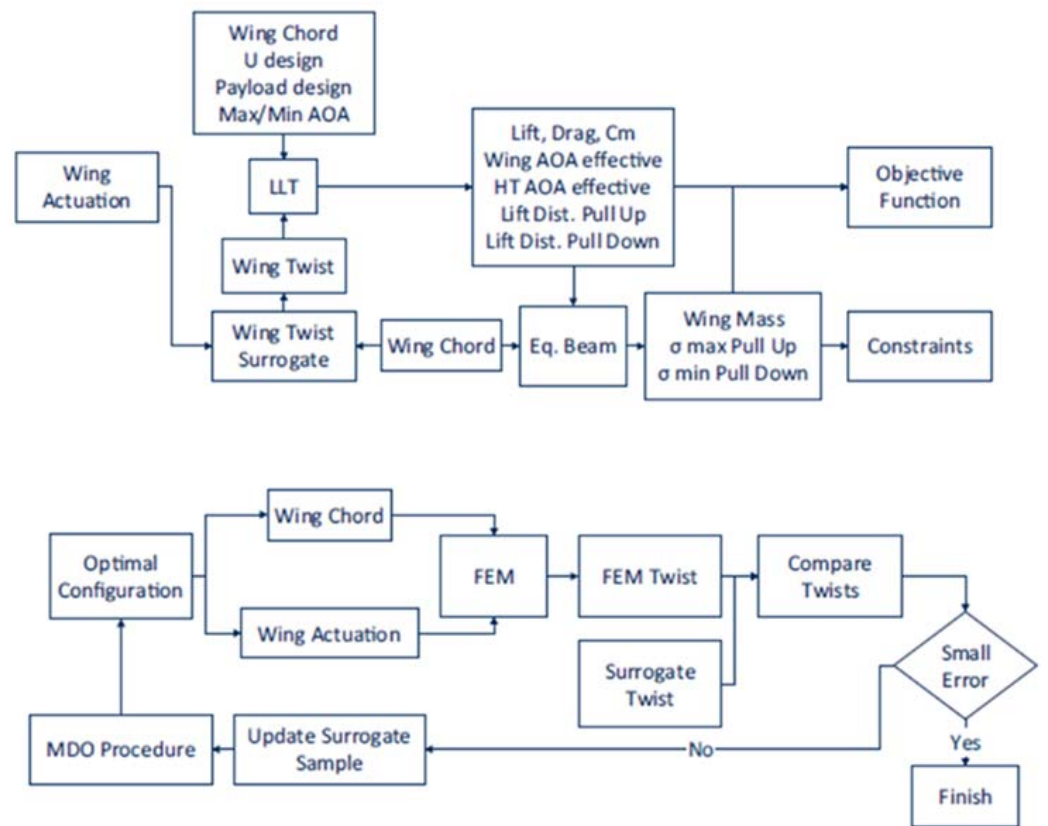 Wing Chord
U design
Payload design
Max/Min AOA
Wing
Actuation
LLT
Lift, Drag, Cm
Wing AOA effective
HT AOA effective
Lift Dist. Pull Up
Lift Dist. Pull Down
Objective
Function
Wing Twist
Wing Twist
Surrogate
Wing Chord
Eq. Beam
Wing Mass
σ max Pull Up
σ min Pull Down
Constraints
Optimal
Configuration
Wing Chord
Wing Actuation
FEM
FEM Twist
Compare
Twists
Surrogate
Twist
Small
Error
MDO Procedure
Update Surrogate
Sample
No
Yes
Finish